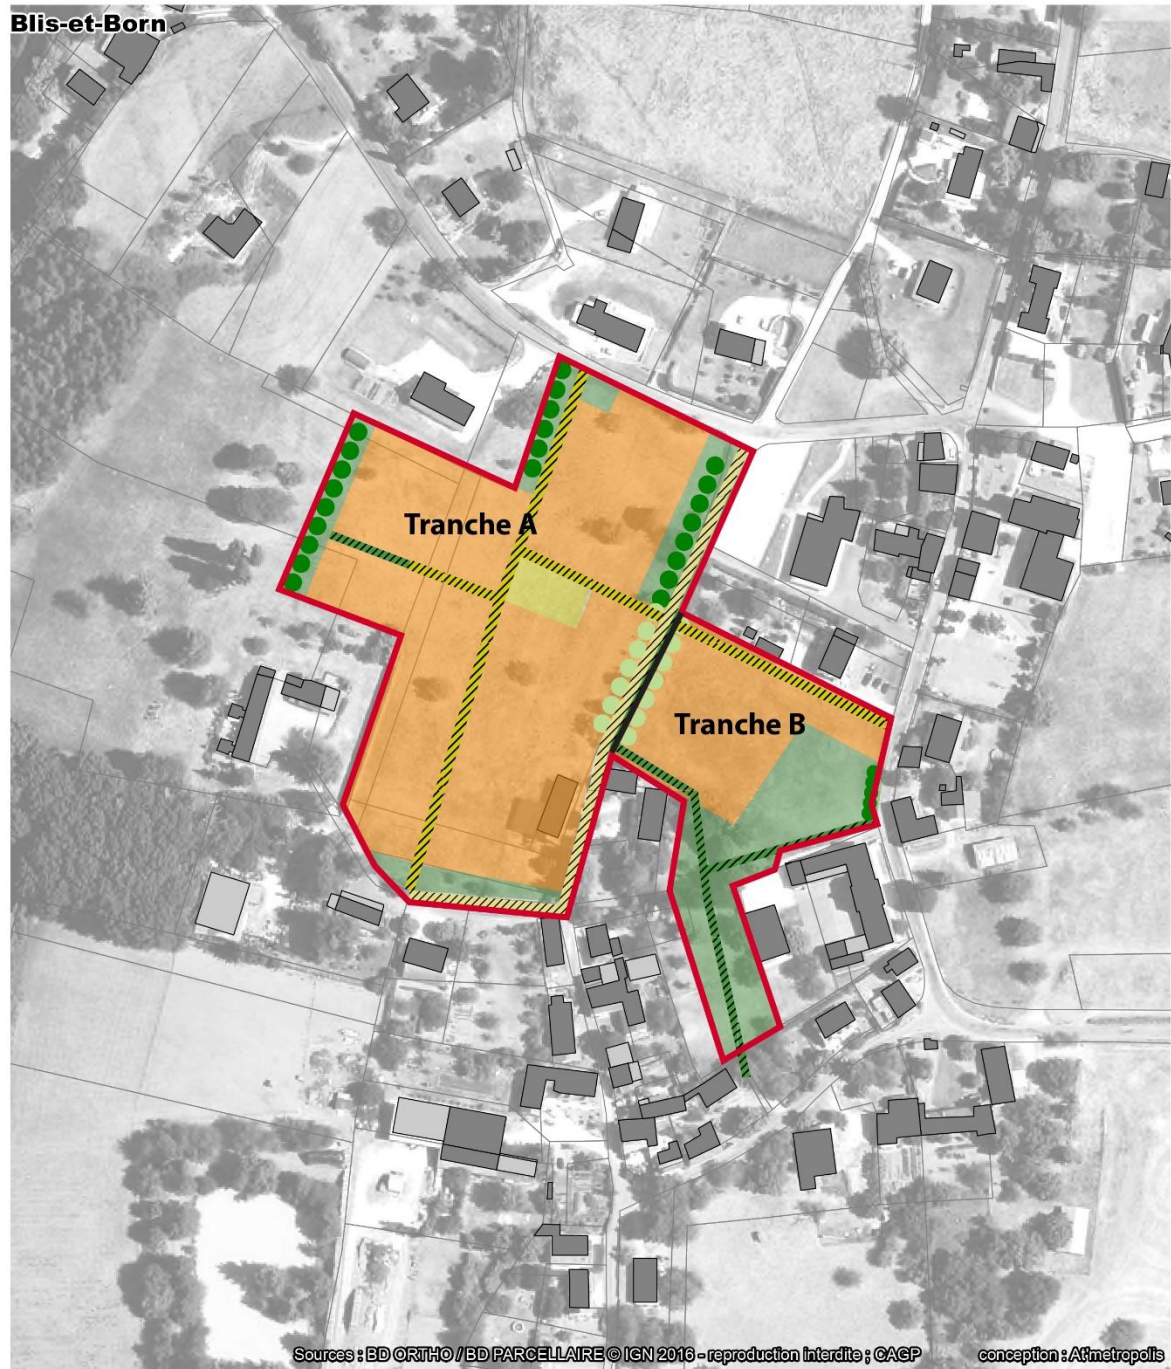 Blis-et-Born
Tranche A
Tranche B
Sources : BD ORTHO / BD PARCELLAIRE © IGN 2016 - reproduction interdite ; CAGP conception : At'metropolis